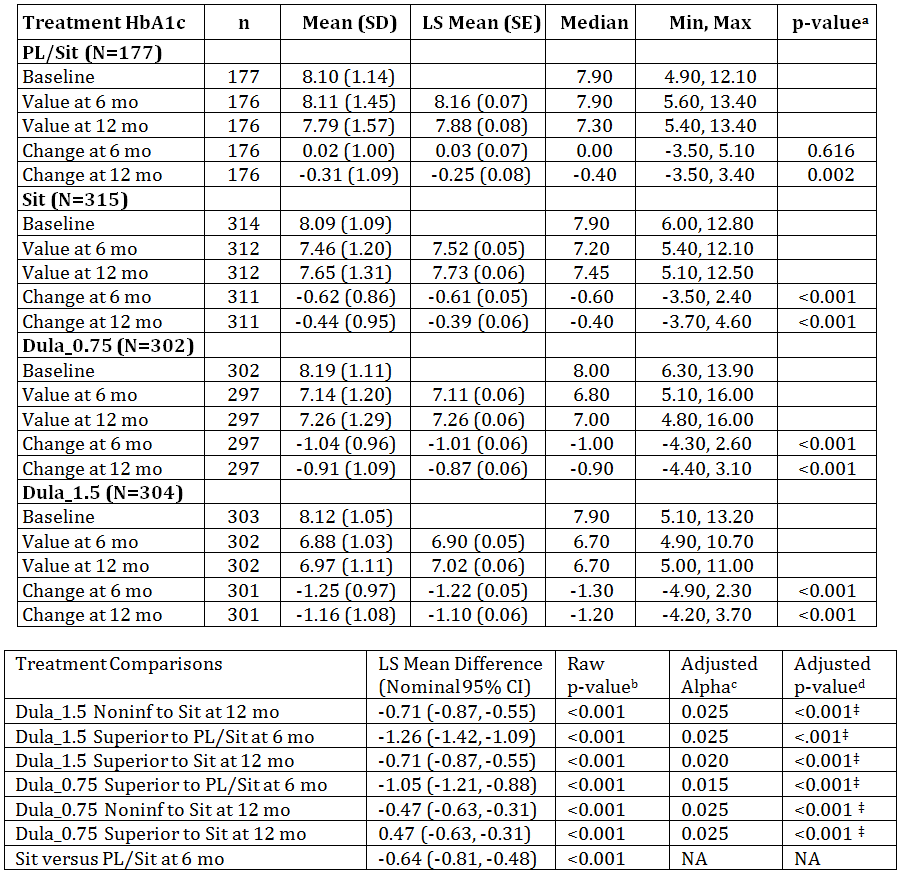 Treatment HbA1c n Mean (SD) LS Mean (SE) Median Min, Max p-valueᵃ
PL/Sit (N=177)
Baseline 177 8.10 (1.14) 7.90 4.90, 12.10
Value at 6 mo 176 8.11 (1.45) 8.16 (0.07) 7.90 5.60, 13.40
Value at 12 mo 176 7.79 (1.57) 7.88 (0.08) 7.30 5.40, 13.40
Change at 6 mo 176 0.02 (1.00) 0.03 (0.07) 0.00 -3.50, 5.10 0.616
Change at 12 mo 176 -0.31 (1.09) -0.25 (0.08) -0.40 -3.50, 3.40 0.002
Sit (N=315)
Baseline 314 8.09 (1.09) 7.90 6.00, 12.80
Value at 6 mo 312 7.46 (1.20) 7.52 (0.05) 7.20 5.40, 12.10
Value at 12 mo 312 7.65 (1.31) 7.73 (0.06) 7.45 5.10, 12.50
Change at 6 mo 311 -0.62 (0.86) -0.61 (0.05) -0.60 -3.50, 2.40 <0.001
Change at 12 mo 311 -0.44 (0.95) -0.39 (0.06) -0.40 -3.70, 4.60 <0.001
Dula_0.75 (N=302)
Baseline 302 8.19 (1.11) 8.00 6.30, 13.90
Value at 6 mo 297 7.14 (1.20) 7.11 (0.06) 6.80 5.10, 16.00
Value at 12 mo 297 7.26 (1.29) 7.26 (0.06) 7.00 4.80, 16.00
Change at 6 mo 297 -1.04 (0.96) -1.01 (0.06) -1.00 -4.30, 2.60 <0.001
Change at 12 mo 297 -0.91 (1.09) -0.87 (0.06) -0.90 -4.40, 3.10 <0.001
Dula_1.5 (N=304)
Baseline 303 8.12 (1.05) 7.90 5.10, 13.20
Value at 6 mo 302 6.88 (1.03) 6.90 (0.05) 6.70 4.90, 10.70
Value at 12 mo 302 6.97 (1.11) 7.02 (0.06) 6.70 5.00, 11.00
Change at 6 mo 301 -1.25 (0.97) -1.22 (0.05) -1.30 -4.90, 2.30 <0.001
Change at 12 mo 301 -1.16 (1.08) -1.10 (0.06) -1.20 -4.20, 3.70 <0.001
Treatment Comparisons LS Mean Difference Raw Adjusted Adjusted
(Nominal 95% CI) p-valueᵇ Alphaᶜ p-valueᵈ
Dula_1.5 Noninf to Sit at 12 mo -0.71 (-0.87, -0.55) <0.001 0.025 <0.001‡
Dula_1.5 Superior to PL/Sit at 6 mo -1.26 (-1.42, -1.09) <0.001 0.025 <.001‡
Dula_1.5 Superior to Sit at 12 mo -0.71 (-0.87, -0.55) <0.001 0.020 <0.001‡
Dula_0.75 Superior to PL/Sit at 6 mo -1.05 (-1.21, -0.88) <0.001 0.015 <0.001‡
Dula_0.75 Noninf to Sit at 12 mo -0.47 (-0.63, -0.31) <0.001 0.025 <0.001 ‡
Dula_0.75 Superior to Sit at 12 mo 0.47 (-0.63, -0.31) <0.001 0.025 <0.001 ‡
Sit versus PL/Sit at 6 mo -0.64 (-0.81, -0.48) <0.001 NA NA